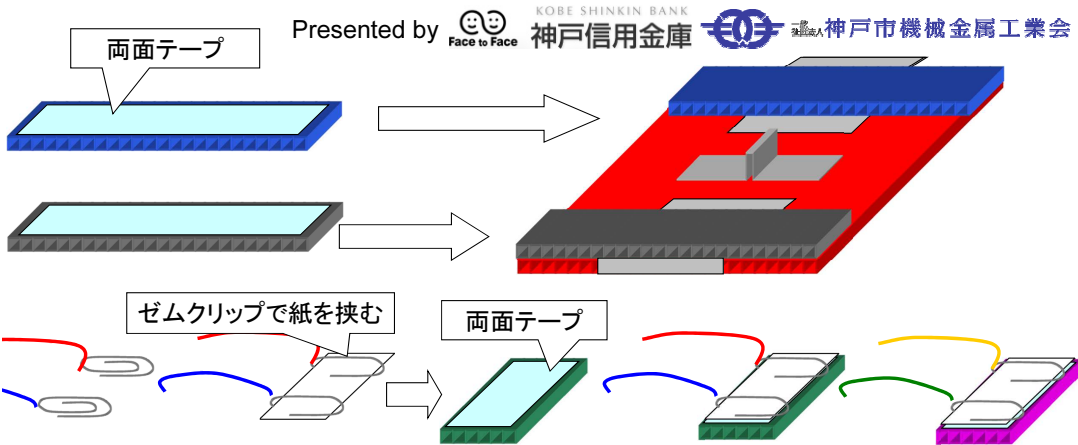 Presented by
Face to Face
KOBE SHINKIN BANK
神戸信用金庫
神戸市機械金属工業会
両面テープ
ゼムクリップで紙を挟む
両面テープ